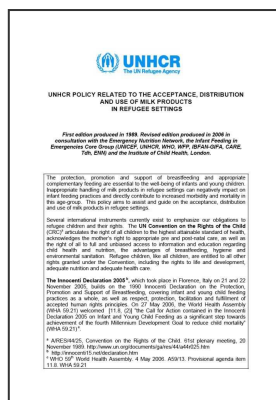 UNHCR
The UN Refugee Agency
UNHCR POLICY RELATED TO THE ACCEPTANCE, DISTRIBUTION
AND USE OF MILK PRODUCTS
IN REFUGEE SETTINGS
First edition produced in 1989. Revised edition produced in 2006 in
consultation with the Emergency Nutrition Network, the Infant Feeding in
Emergencies Core Group (UNICEF, UNHCR, WHO, WFP, IBFAN-GIFA, CARE,
Tdh, ENN) and the Institute of Child Health, London.
The protection, promotion and support of breastfeeding and appropriate
complementary feeding are essential to the well-being of infants and young children.
Inappropriate handling of milk products in refugee settings can negatively impact on
infant feeding practices and directly contribute to increased morbidity and mortality in
this age-group. This policy aims to assist and guide on the acceptance, distribution
and use of milk products in refugee settings.
Several international instruments currently exist to emphasize our obligations to
refugee children and their rights. The UN Convention on the Rights of the Child
(CRC)a articulates the right of all children to the highest attainable standard of health,
acknowledges the mother's right to appropriate pre and post-natal care, as well as
the right of all to full and unbiased access to information and education regarding
child health and nutrition, the advantages of breastfeeding, hygiene and
environmental sanitation. Refugee children, like all children, are entitled to all other
rights granted under the Convention, including the rights to life and development,
adequate nutrition and adequate health care.
The Innocenti Declaration 2005b, which took place in Florence, Italy on 21 and 22
November 2005, builds on the 1990 Innocenti Declaration on the Protection,
Promotion and Support of Breastfeeding, covering infant and young child feeding
practices as a whole, as well as respect, protection, facilitation and fulfilment of
accepted human rights principles. On 27 May 2006, the World Health Assembly
(WHA 59.21) welcomed [11.8, (2)] "the Call for Action contained in the Innocenti
Declaration 2005 on Infant and Young Child Feeding as a significant step towards
achievement of the fourth Millennium Development Goal to reduce child mortality"
(WHA 59.21)c.
a A/RES/44/25, Convention on the Rights of the Child. 61st plenary meeting, 20
November 1989. http://www.un.org/documents/ga/res/44/a44r025.htm
b http://innocenti15.net/declaration.htm
c WHO 59th World Health Assembly. 4 May 2006. A59/13. Provisional agenda item
11.8. WHA 59.21